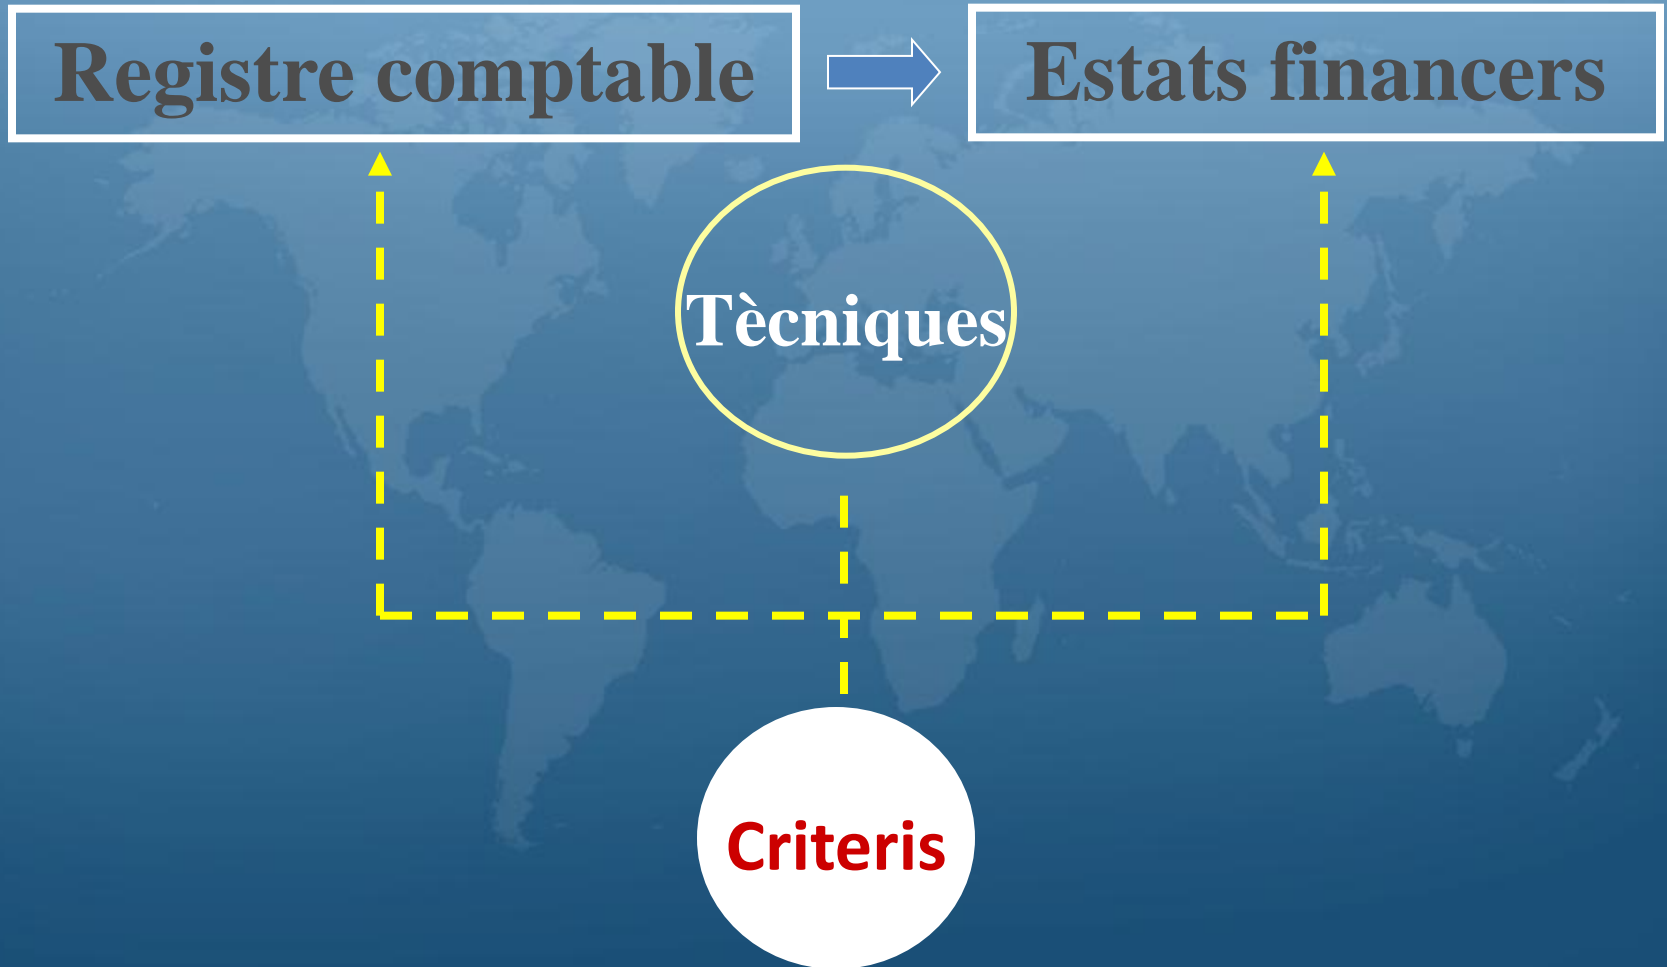 Registre comptable
Estats financers
Tècniques
Criteris